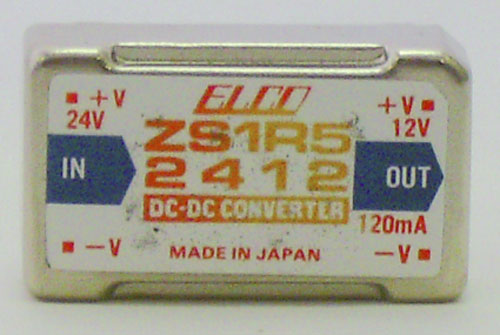 ELCO
+V
24V
+V
12V
ZS1R5
2412
IN
OUT
DC-DC CONVERTER
120mA
-V
MADE IN JAPAN
-V